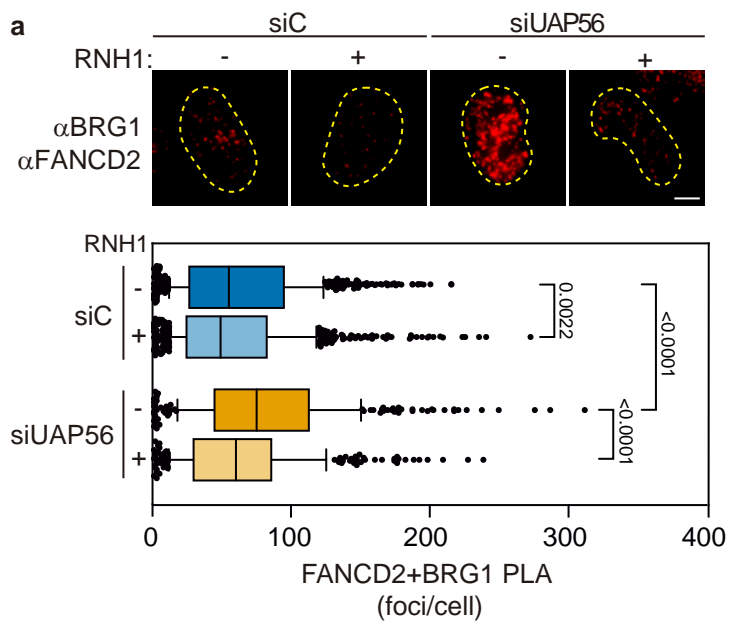 a
siC siUAP56
RNH1: - + - +
αBRG1
αFANCD2
RNH1
siC
-
+
siUAP56
-
+
0.0022
<0.0001
<0.0001
0 100 200 300 400
FANCD2+BRG1 PLA
(foci/cell)